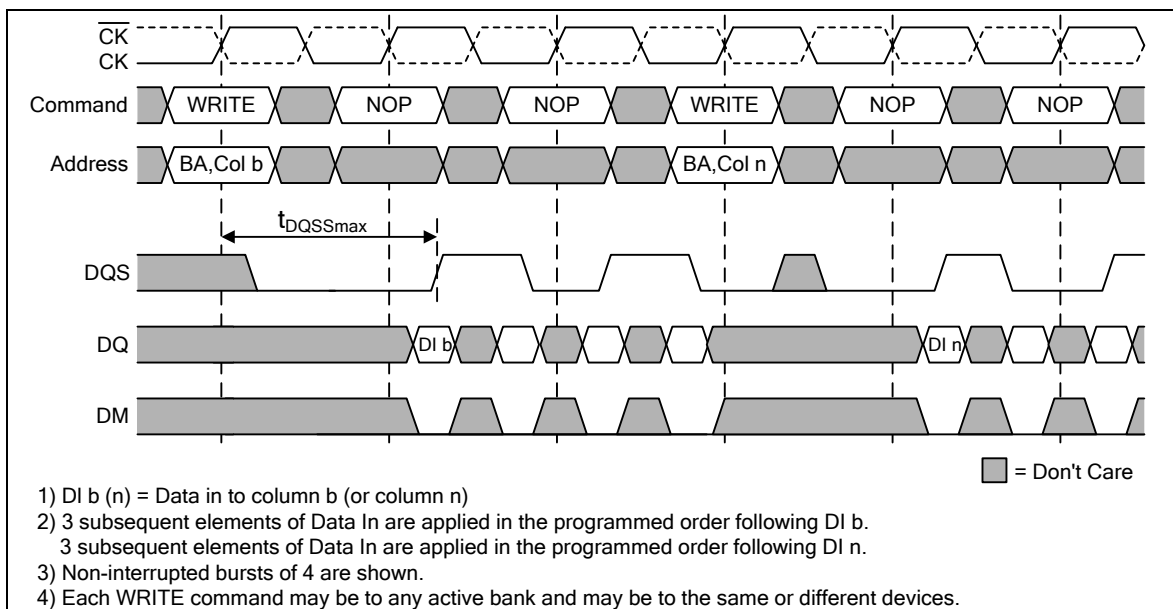 CK
CK
Command WRITE NOP NOP WRITE NOP NOP
Address BA,Col b BA,Col n
tDQSSmax
DQS
DQ DI b DI n
DM
= Don't Care
1) DI b (n) = Data in to column b (or column n)
2) 3 subsequent elements of Data In are applied in the programmed order following DI b.
3 subsequent elements of Data In are applied in the programmed order following DI n.
3) Non-interrupted bursts of 4 are shown.
4) Each WRITE command may be to any active bank and may be to the same or different devices.